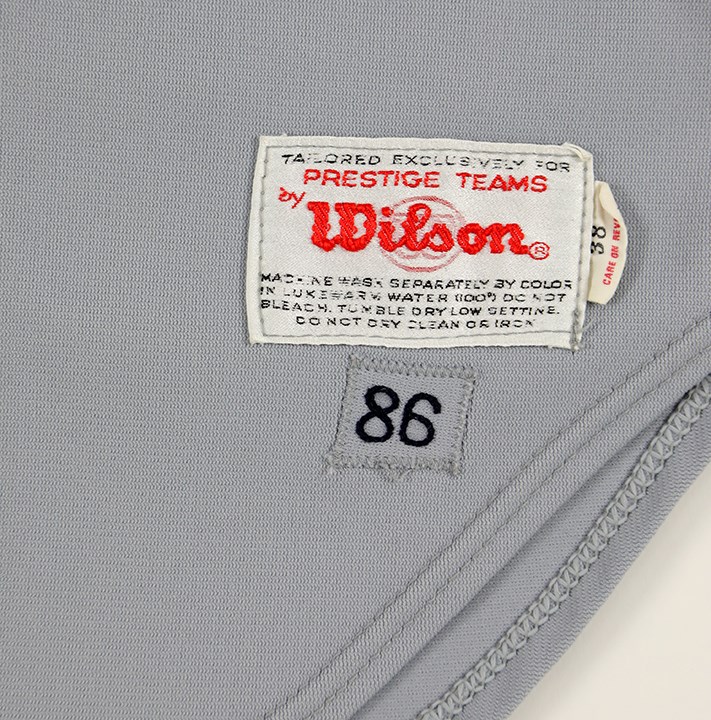 TAILORED EXCLUSIVELY FOR
PRESTIGE TEAMS
by Wilson®
MACHINE WASH SEPARATELY BY COLOR
IN LUKEWARM WATER (100°) DO NOT
BLEACH. TUMBLE DRY LOW SETTING.
DO NOT DRY CLEAN OR IRON
38
CARE ON REV
86